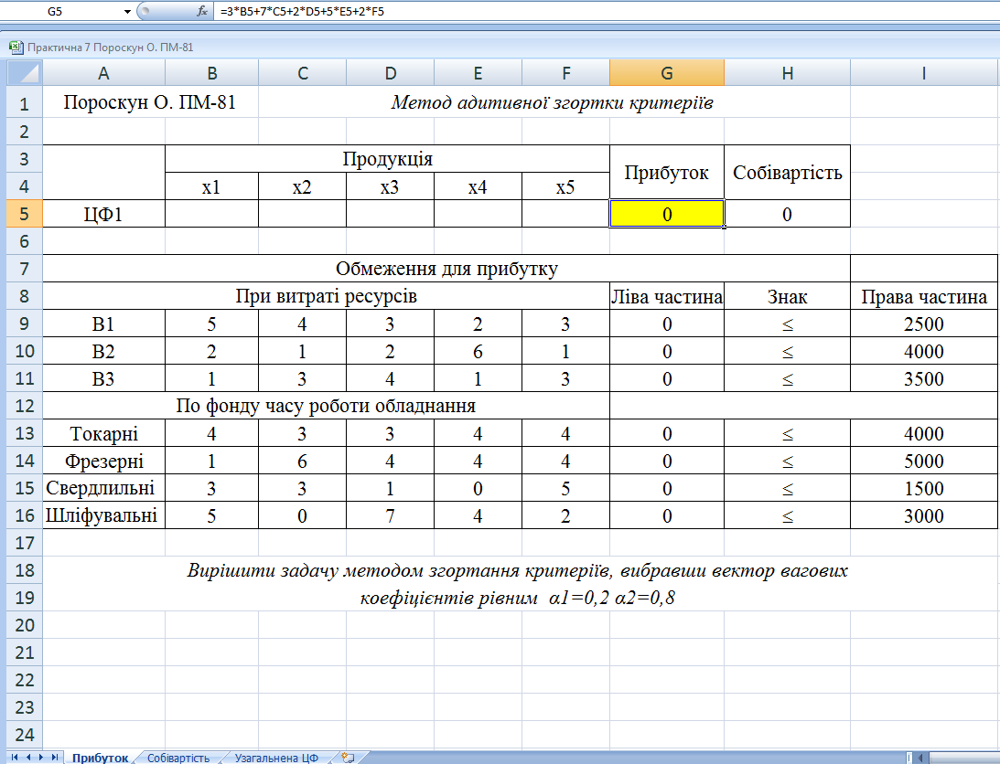 G5 fx =3*B5+7*C5+2*D5+5*E5+2*F5
Практична 7 Пороскун О. ПМ-81
A B C D E F G H I
1 Пороскун О. ПМ-81 Метод адитивної згортки критеріїв
2
3 Продукція Прибуток Собівартість
4 x1 x2 x3 x4 x5
5 ЦФ1 0 0
6
7 Обмеження для прибутку
8 При витраті ресурсів Ліва частина Знак Права частина
9 В1 5 4 3 2 3 0 ≤ 2500
10 В2 2 1 2 6 1 0 ≤ 4000
11 В3 1 3 4 1 3 0 ≤ 3500
12 По фонду часу роботи обладнання
13 Токарні 4 3 3 4 4 0 ≤ 4000
14 Фрезерні 1 6 4 4 4 0 ≤ 5000
15 Свердлильні 3 3 1 0 5 0 ≤ 1500
16 Шліфувальні 5 0 7 4 2 0 ≤ 3000
17
18 Вирішити задачу методом згортання критеріїв, вибравши вектор вагових
19 коефіцієнтів рівним α1=0,2 α2=0,8
20
21
22
23
24
Прибуток Собівартість Узагальнена ЦФ